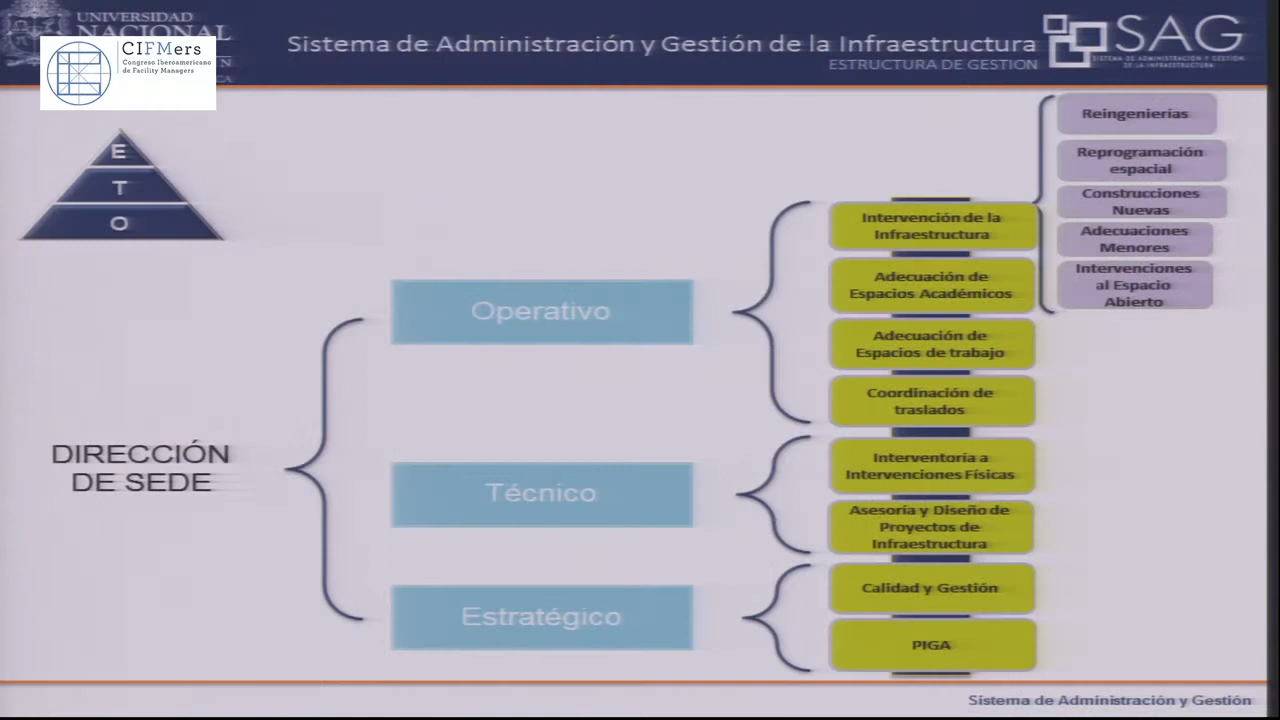 UNIVERSIDAD
NACIONAL
CIFMers
Congreso Iberoamericano
de Facility Managers
Sistema de Administración y Gestión de la Infraestructura
ESTRUCTURA DE GESTION
SAG
SISTEMA DE ADMINISTRACIÓN Y GESTIÓN
DE LA INFRAESTRUCTURA
E
T
O
DIRECCIÓN
DE SEDE
Operativo
Técnico
Estratégico
Intervención de la
Infraestructura
Adecuación de
Espacios Académicos
Adecuación de
Espacios de trabajo
Coordinación de
traslados
Interventoría a
Intervenciones Físicas
Asesoría y Diseño de
Proyectos de
Infraestructura
Calidad y Gestión
PIGA
Reingenierías
Reprogramación
espacial
Construcciones
Nuevas
Adecuaciones
Menores
Intervenciones
al Espacio
Abierto
Sistema de Administración y Gestión